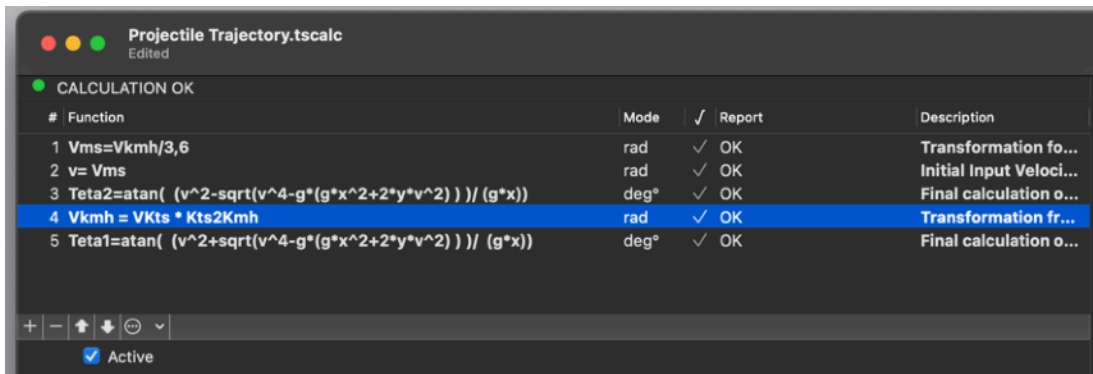 Projectile Trajectory.tscalc
Edited
CALCULATION OK
# Function Mode √ Report Description
1 Vms=Vkmh/3,6 rad ✓ OK Transformation fo...
2 v= Vms rad ✓ OK Initial Input Veloci...
3 Teta2=atan( (v^2-sqrt(v^4-g*(g*x^2+2*y*v^2) ) )/ (g*x)) deg° ✓ OK Final calculation o...
4 Vkmh = VKts * Kts2Kmh rad ✓ OK Transformation fr...
5 Teta1=atan( (v^2+sqrt(v^4-g*(g*x^2+2*y*v^2) ) )/ (g*x)) deg° ✓ OK Final calculation o...
Active